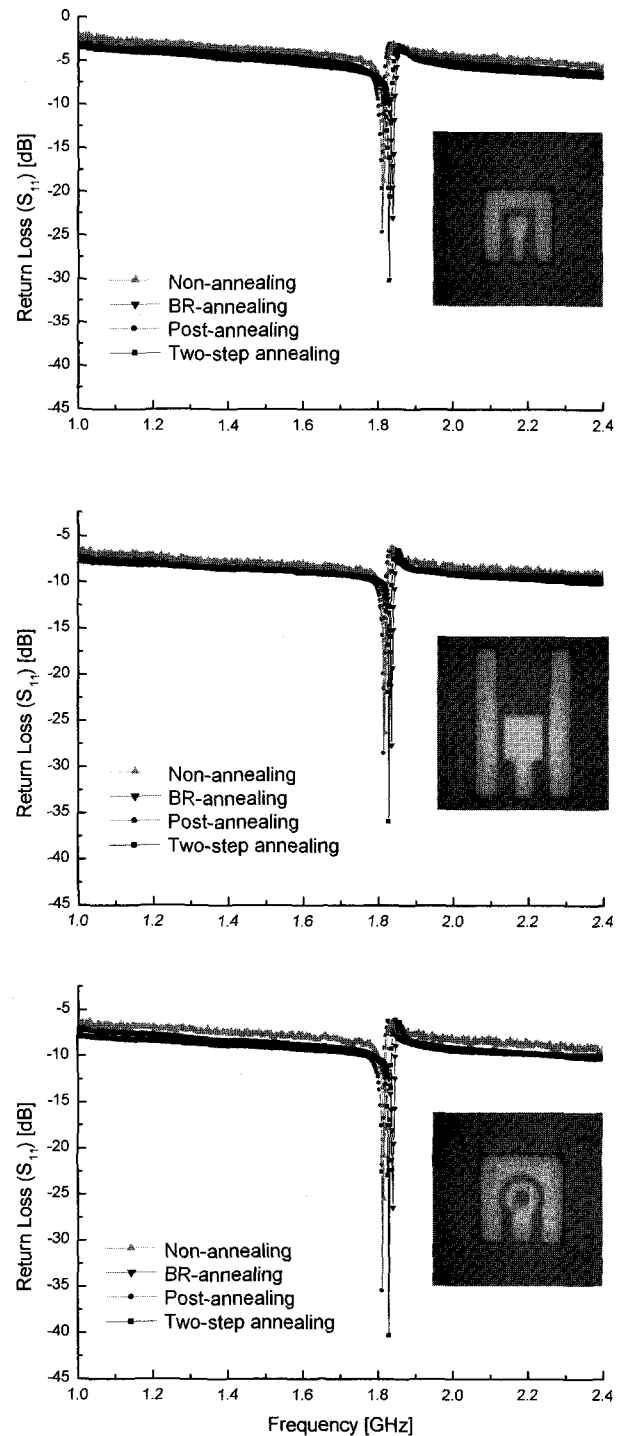 Return Loss (S11) [dB]
0
-5
-10
-15
-20
-25
-30
-35
-40
-45
Non-annealing
BR-annealing
Post-annealing
Two-step annealing
1.0 1.2 1.4 1.6 1.8 2.0 2.2 2.4
Return Loss (S11) [dB]
-5
-10
-15
-20
-25
-30
-35
-40
-45
Non-annealing
BR-annealing
Post-annealing
Two-step annealing
1.0 1.2 1.4 1.6 1.8 2.0 2.2 2.4
Return Loss (S11) [dB]
-5
-10
-15
-20
-25
-30
-35
-40
-45
Non-annealing
BR-annealing
Post-annealing
Two-step annealing
1.0 1.2 1.4 1.6 1.8 2.0 2.2 2.4
Frequency [GHz]